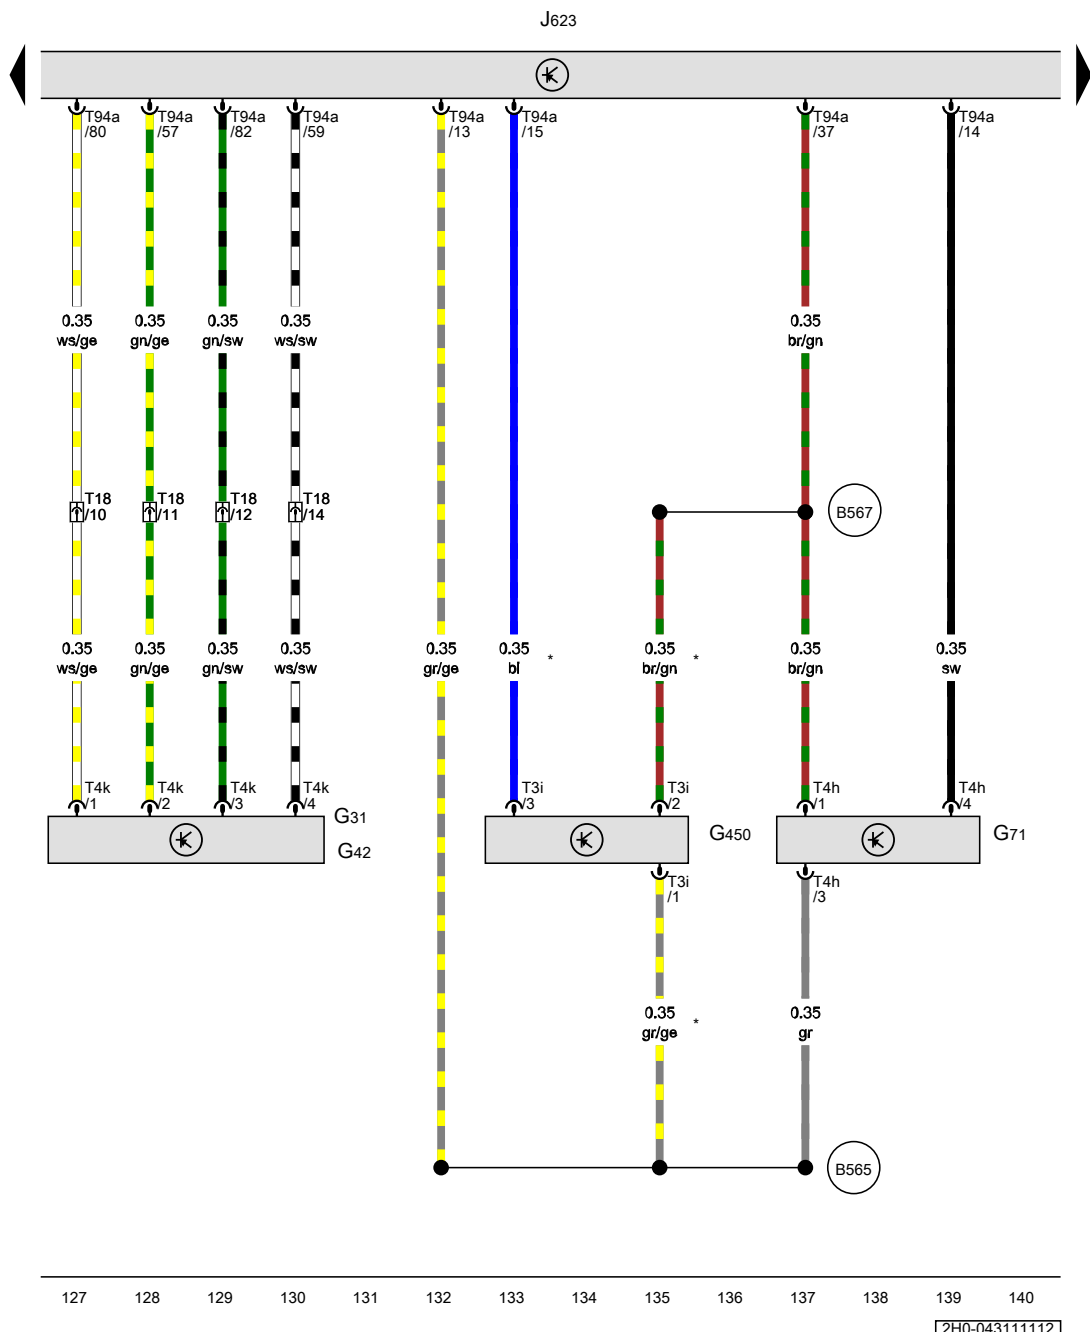 J623
T94a T94a T94a T94a T94a T94a T94a T94a
/80 /57 /82 /59 /13 /15 /37 /14
0.35 0.35 0.35 0.35 0.35
ws/ge gn/ge gn/sw ws/sw br/gn
T18 T18 T18 T18
/10 /11 /12 /14
B567
0.35 0.35 0.35 0.35 0.35 0.35 0.35 0.35 0.35
ws/ge gn/ge gn/sw ws/sw gr/ge bl * br/gn * br/gn sw
T4k T4k T4k T4k T3i T3i T4h T4h
/1 /2 /3 /4 /3 /2 /1 /4
G31
G42
G450
G71
T3i T4h
/1 /3
0.35 0.35
gr/ge * gr
B565
127 128 129 130 131 132 133 134 135 136 137 138 139 140
2H0-043111112